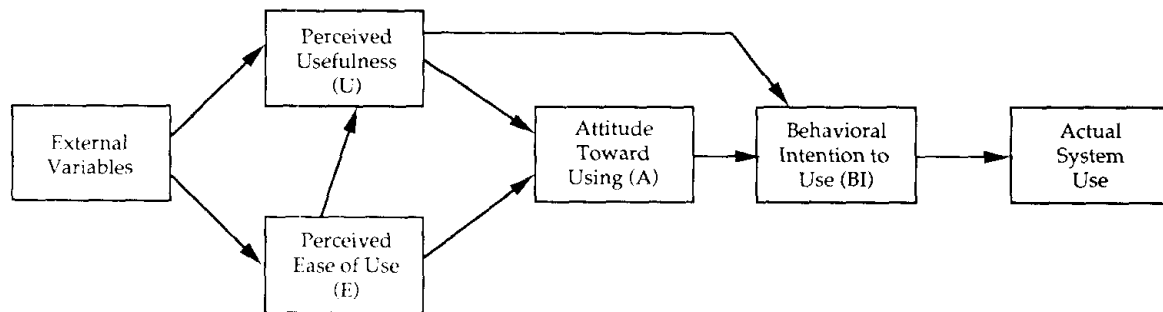 External
Variables
Perceived
Usefulness
(U)
Perceived
Ease of Use
(E)
Attitude
Toward
Using (A)
Behavioral
Intention to
Use (BI)
Actual
System
Use